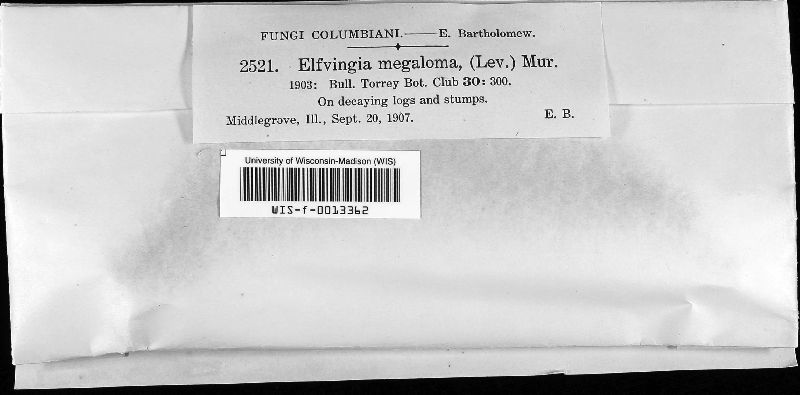 FUNGI COLUMBIANI.—E. Bartholomew.
2521. Elfvingia megaloma, (Lev.) Mur.
1903: Bull. Torrey Bot. Club 30: 300.
On decaying logs and stumps.
Middlegrove, Ill., Sept. 20, 1907. E. B.
University of Wisconsin-Madison (WIS)
WIS-f-0013362